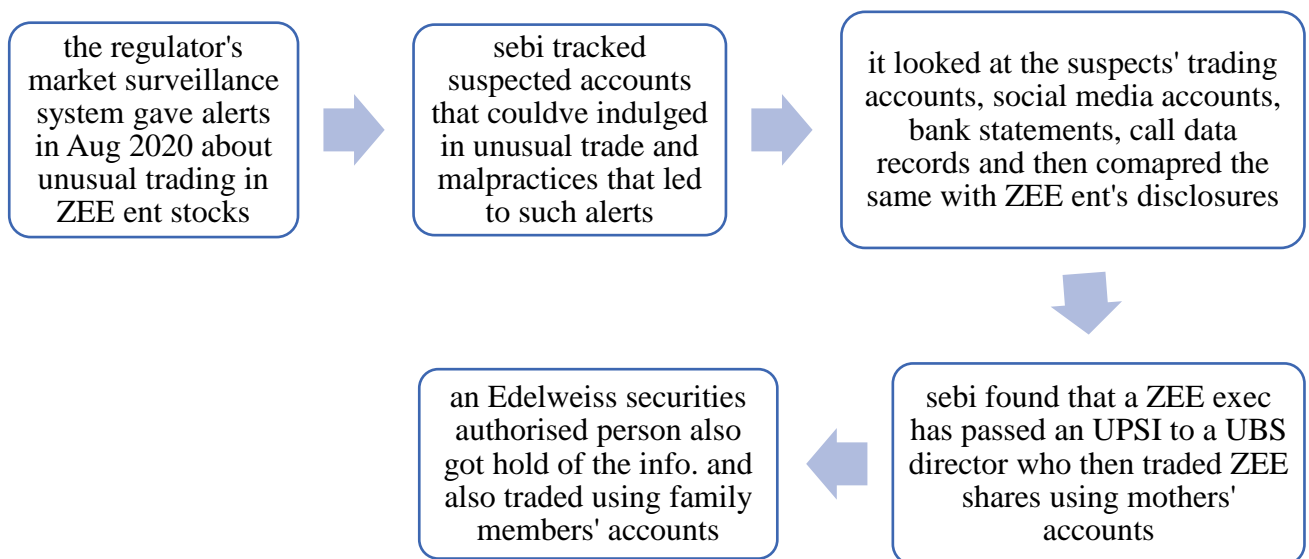 the regulator's
market surveillance
system gave alerts
in Aug 2020 about
unusual trading in
ZEE ent stocks
sebi tracked
suspected accounts
that couldve indulged
in unusual trade and
malpractices that led
to such alerts
it looked at the suspects' trading
accounts, social media accounts,
bank statements, call data
records and then comapred the
same with ZEE ent's disclosures
sebi found that a ZEE exec
has passed an UPSI to a UBS
director who then traded ZEE
shares using mothers'
accounts
an Edelweiss securities
authorised person also
got hold of the info. and
also traded using family
members' accounts